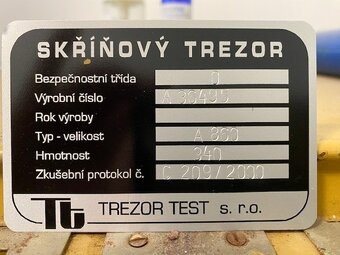 SKŘÍŇOVÝ TREZOR
Bezpečnostní třída 0
Výrobní číslo
Rok výroby
Typ - velikost A 860
Hmotnost 340
Zkušební protokol č. C 209/2000
Tt TREZOR TEST s. r. o.